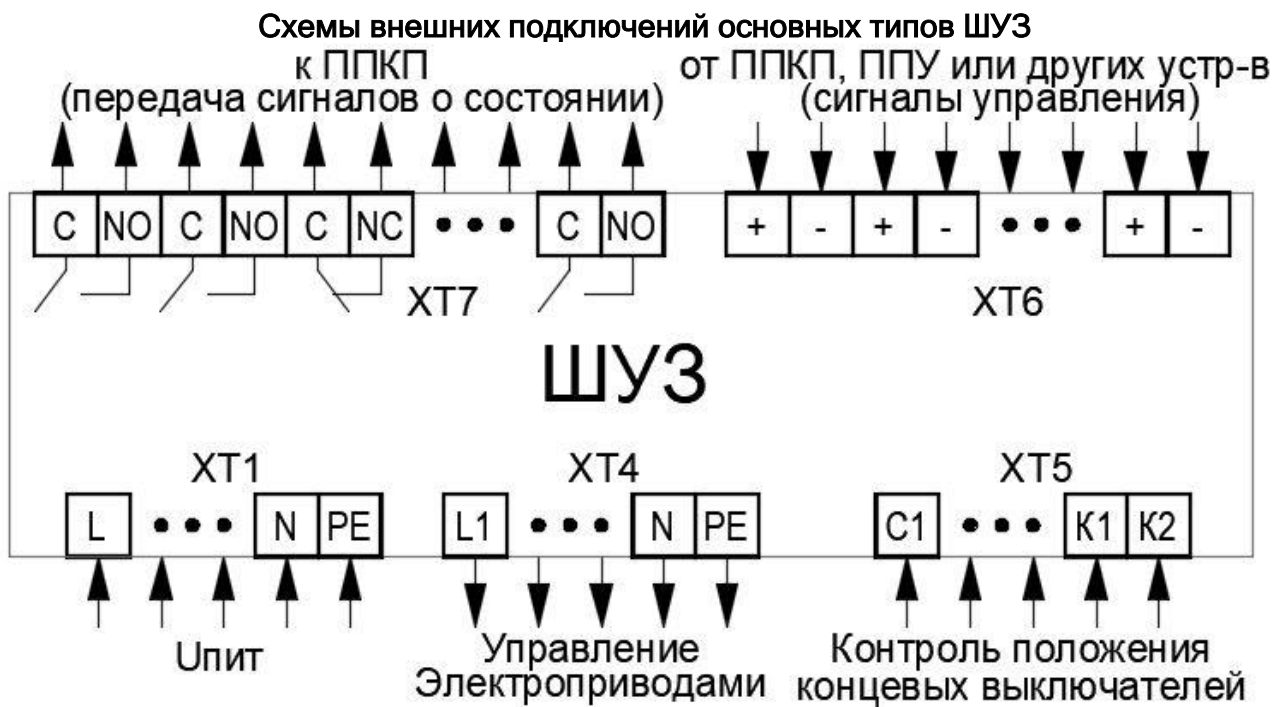 Схемы внешних подключений основных типов ШУЗ
к ППКП
(передача сигналов о состоянии)
от ППКП, ППУ или других устр-в
(сигналы управления)
C NO C NO C NC ••• C NO
+ - + - ••• + -
XT7
XT6
ШУЗ
XT1
XT4
XT5
L ••• N PE
L1 ••• N PE
C1 ••• K1 K2
Uпит
Управление
Электроприводами
Контроль положения
концевых выключателей